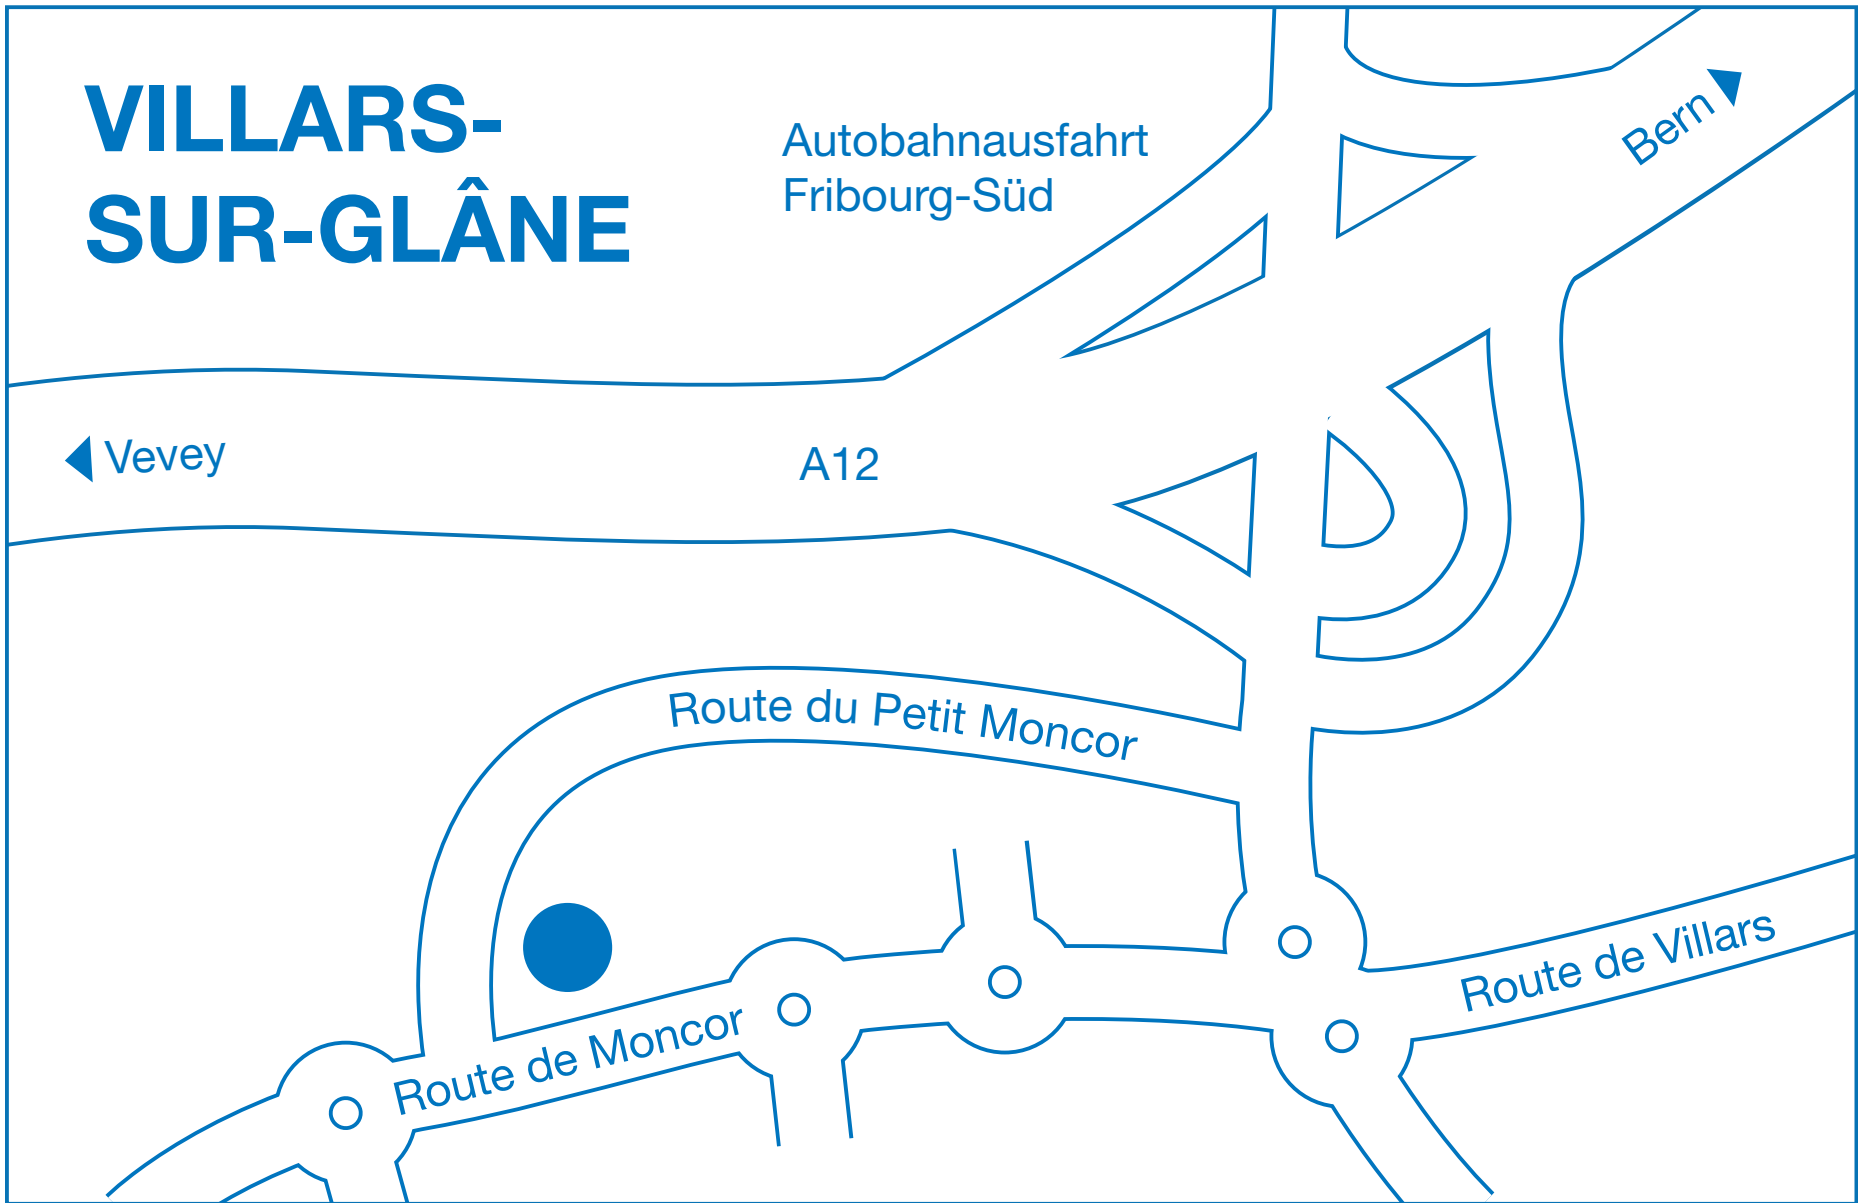 VILLARS-
SUR-GLÂNE
Autobahnausfahrt
Fribourg-Süd
Bern
Vevey
A12
Route du Petit Moncor
Route de Villars
Route de Moncor